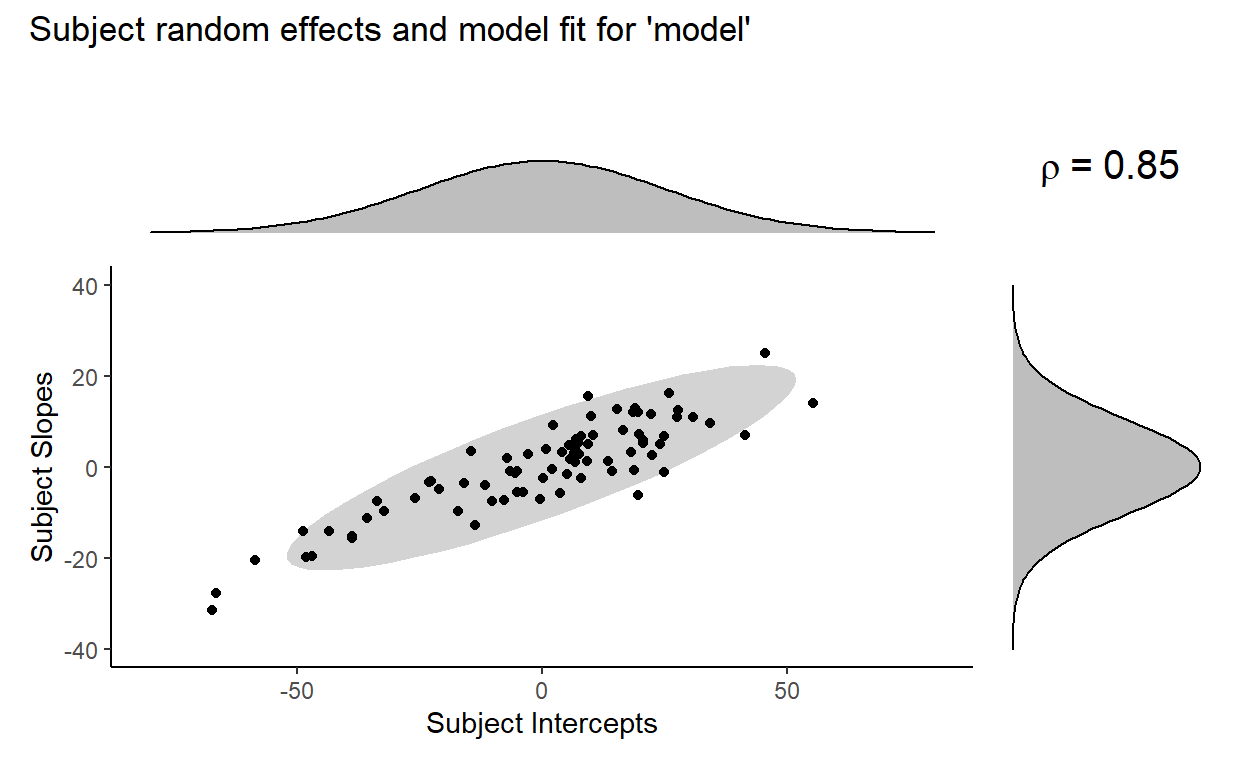 Subject random effects and model fit for 'model'
ρ = 0.85
40
20
0
-20
-40
Subject Slopes
-50
0
50
Subject Intercepts